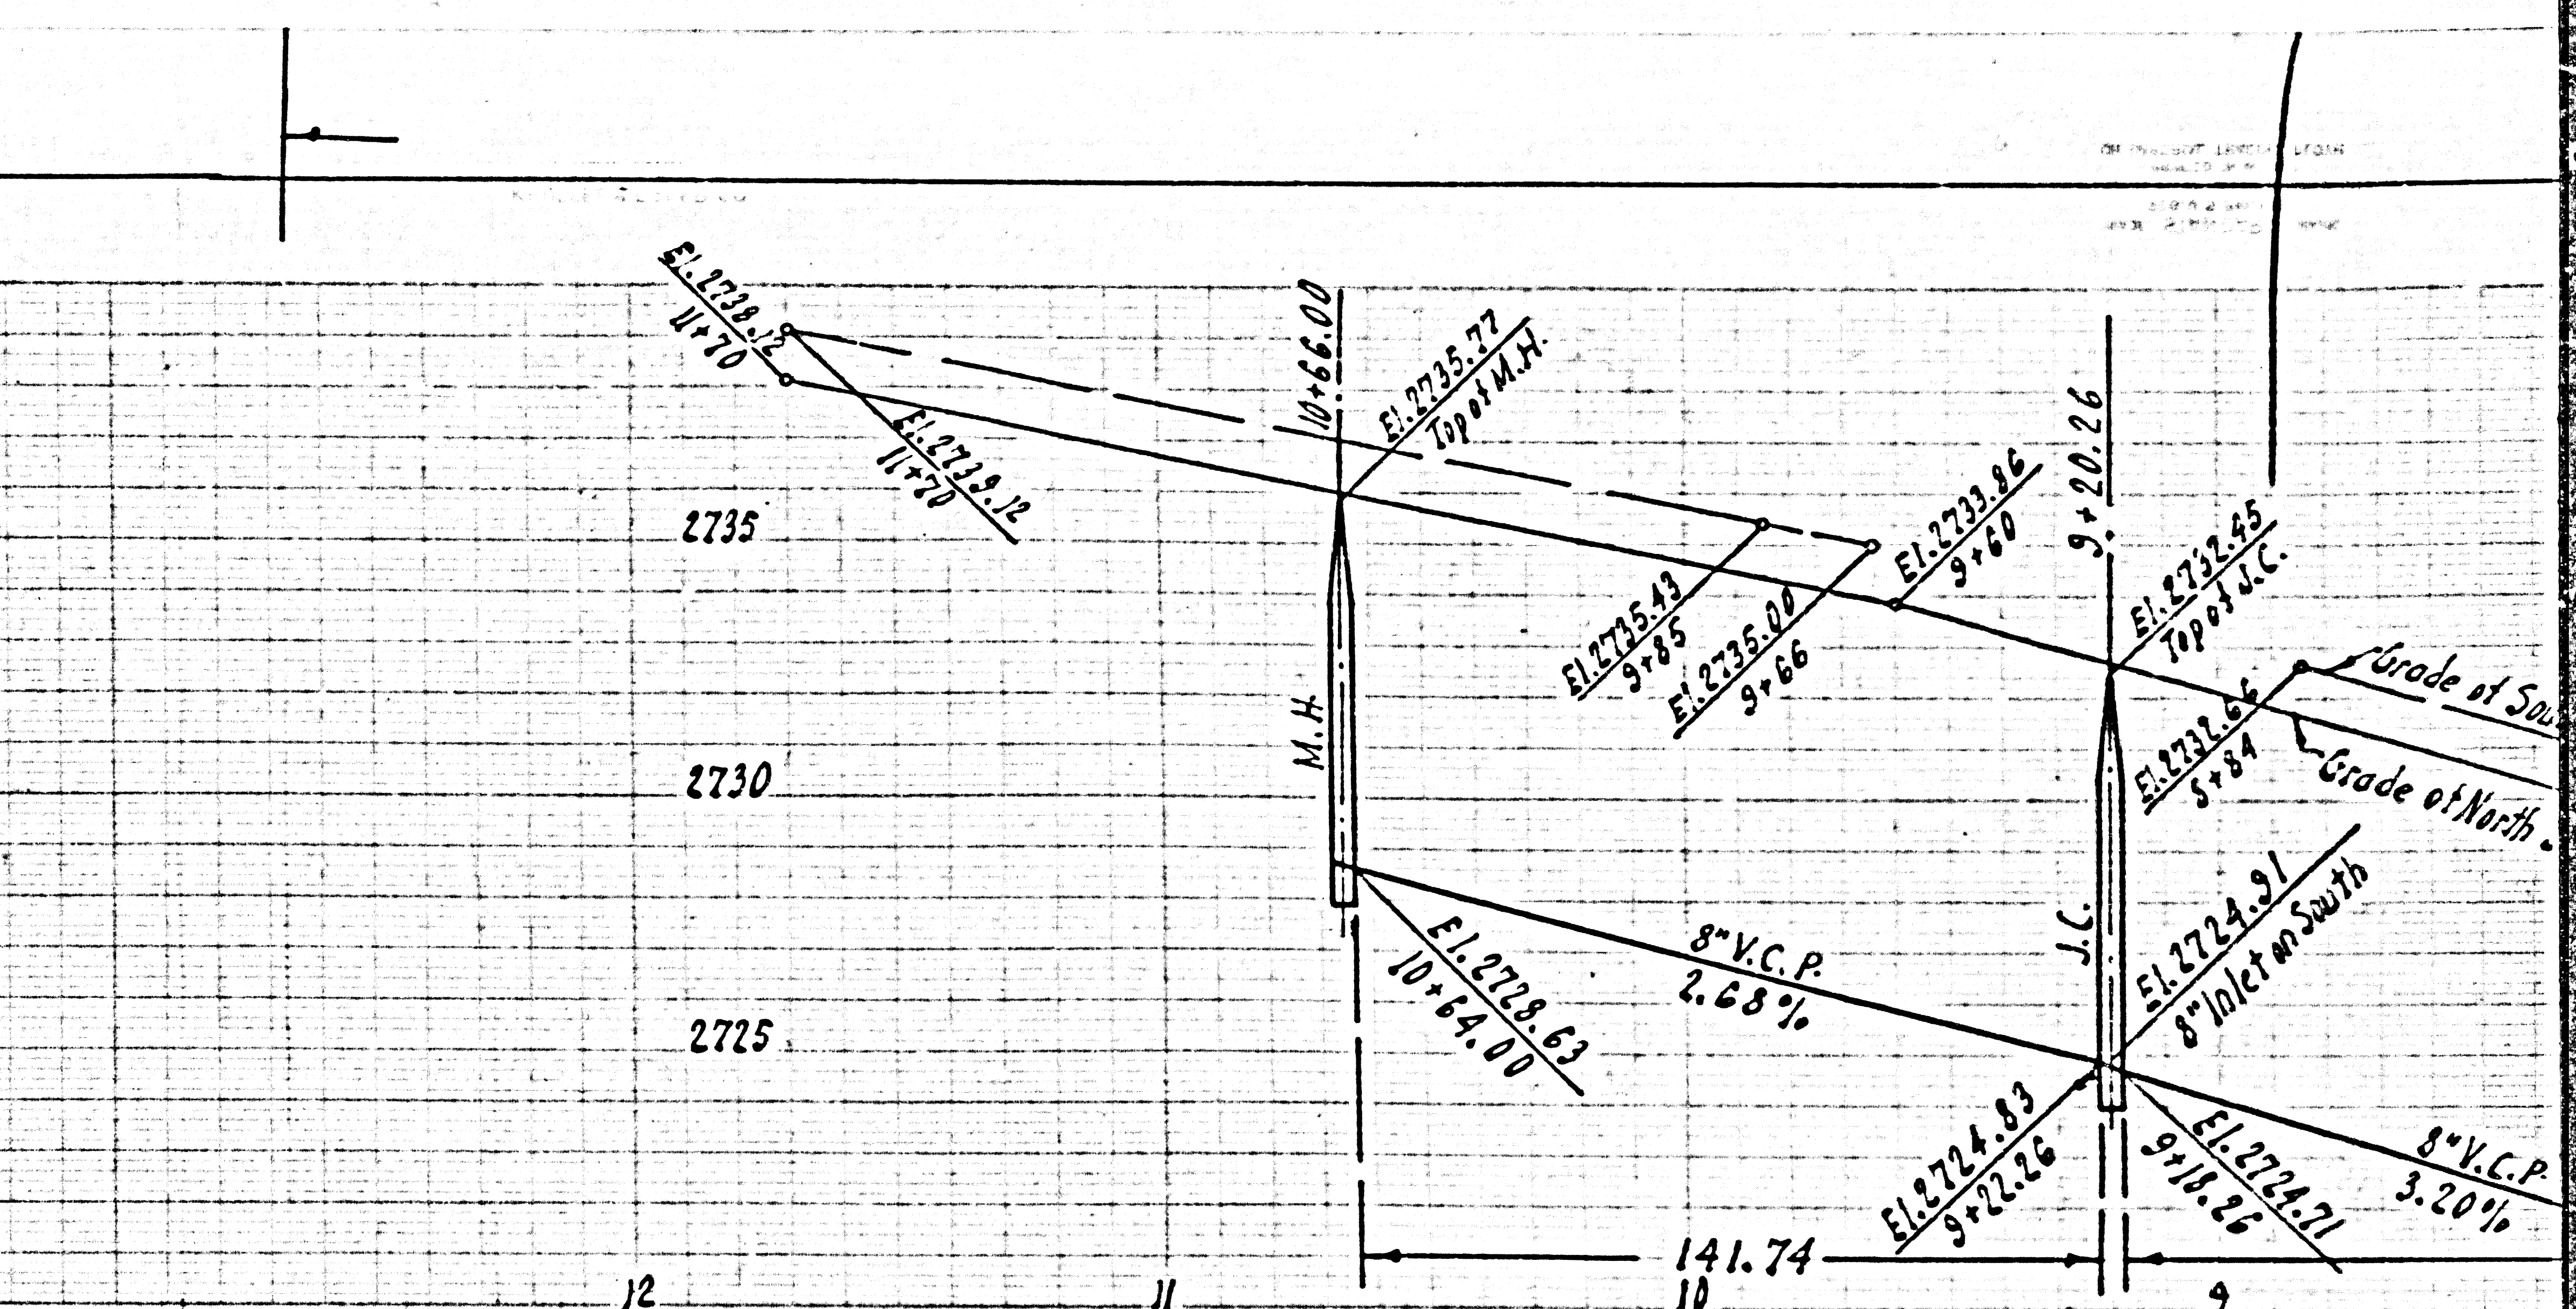 El. 2738.12
11+70
El. 2739.12
11+70
10+66.00
El. 2735.77
Top of M.H.
El. 2733.86
9+60
9+20.26
El. 2732.45
Top of J.C.
2735
El. 2735.43
9+85
El. 2735.00
9+66
Grade of
Grade of North
El. 2732.66
5+84
M.H.
2730
El. 2724.91
8" Inlet on South
J.C.
8" V.C.P.
2.68%
El. 2728.63
10+64.00
2725
El. 2724.83
9+22.26
El. 2724.71
9+18.26
8" V.C.P.
3.20%
141.74
12
11
10
9